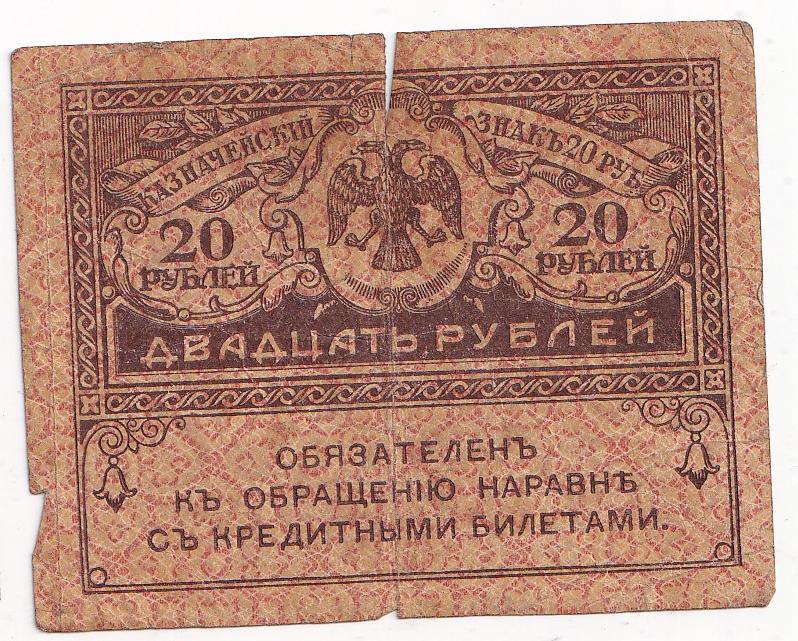 КАЗНАЧЕЙСКІЙ ЗНАКЪ 20 РУБ.
20 РУБЛЕЙ
20 РУБЛЕЙ
ДВАДЦАТЬ РУБЛЕЙ
ОБЯЗАТЕЛЕНЪ
КЪ ОБРАЩЕНІЮ НАРАВНѢ
СЪ КРЕДИТНЫМИ БИЛЕТАМИ.